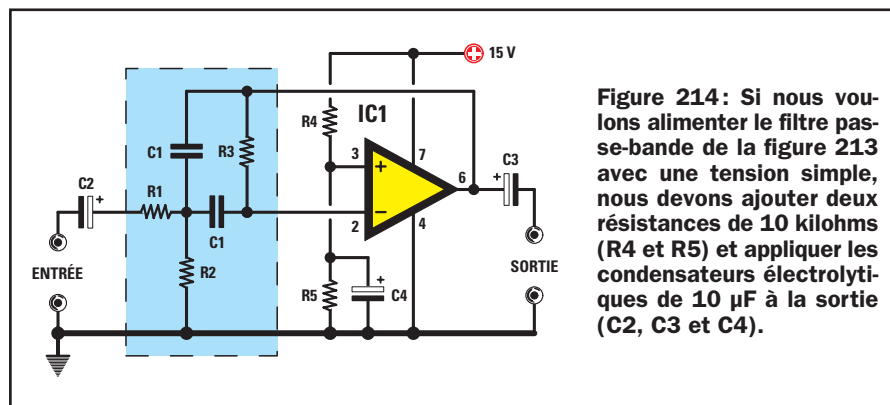 15 V
R4
IC1
C1
R3
3
7
6
C3
+
C2
+
R1
+
−
C1
2
4
ENTRÉE
R2
R5
+
C4
SORTIE
Figure 214: Si nous vou-
lons alimenter le filtre pas-
se-bande de la figure 213
avec une tension simple,
nous devons ajouter deux
résistances de 10 kilohms
(R4 et R5) et appliquer les
condensateurs électrolyti-
ques de 10 µF à la sortie
(C2, C3 et C4).